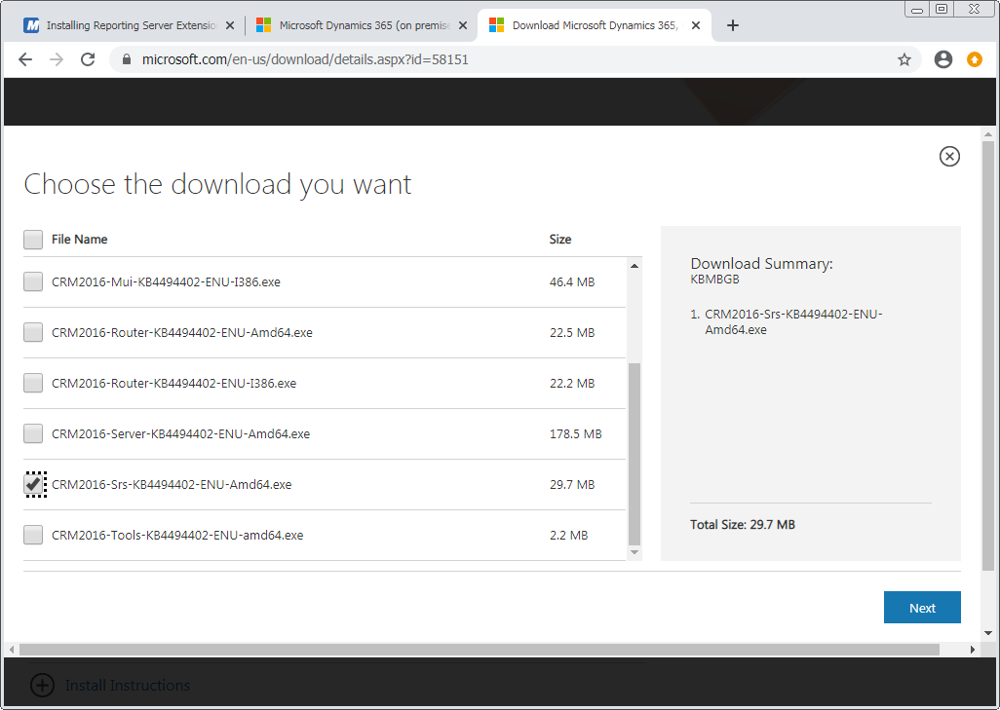 Installing Reporting Server Extensio
Microsoft Dynamics 365 (on premise
Download Microsoft Dynamics 365,
microsoft.com/en-us/download/details.aspx?id=58151
Choose the download you want
File Name Size
CRM2016-Mui-KB4494402-ENU-I386.exe 46.4 MB
CRM2016-Router-KB4494402-ENU-Amd64.exe 22.5 MB
CRM2016-Router-KB4494402-ENU-I386.exe 22.2 MB
CRM2016-Server-KB4494402-ENU-Amd64.exe 178.5 MB
CRM2016-Srs-KB4494402-ENU-Amd64.exe 29.7 MB
CRM2016-Tools-KB4494402-ENU-amd64.exe 2.2 MB
Download Summary:
KBMBGB
1. CRM2016-Srs-KB4494402-ENU-
Amd64.exe
Total Size: 29.7 MB
Next
Install Instructions